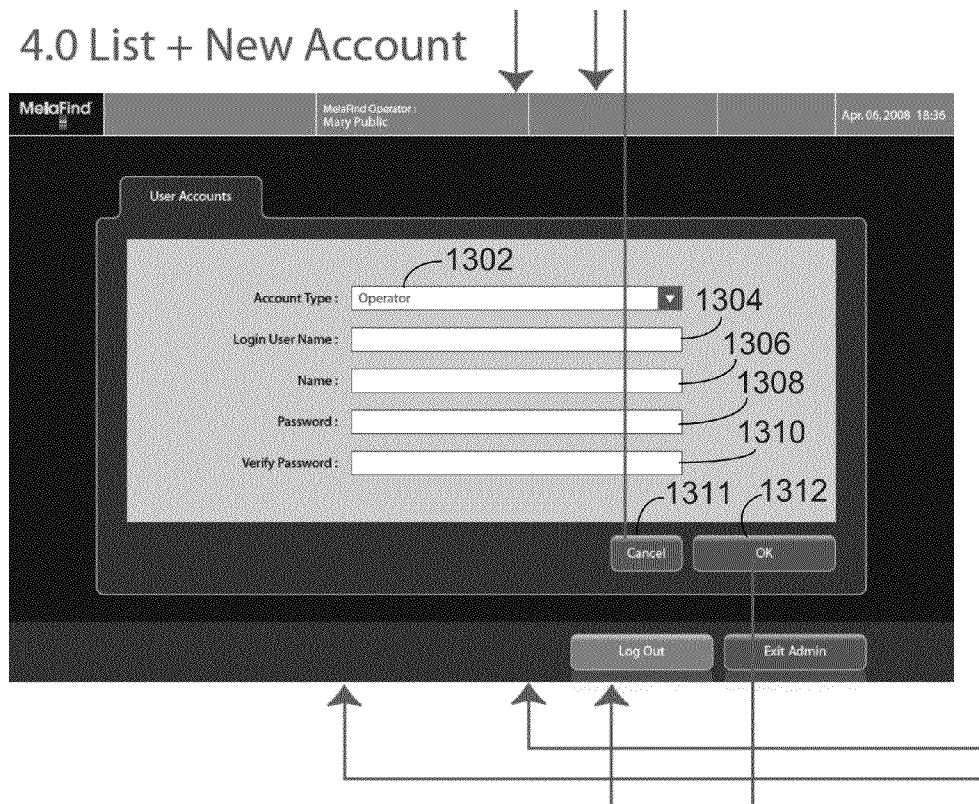 4.0 List + New Account
MelaFind
MelaFind Operator :
Mary Public
Apr. 06, 2008 18:36
User Accounts
1302
Account Type : Operator
1304
Login User Name :
1306
Name :
1308
Password :
1310
Verify Password :
1311
1312
Cancel
OK
Log Out
Exit Admin